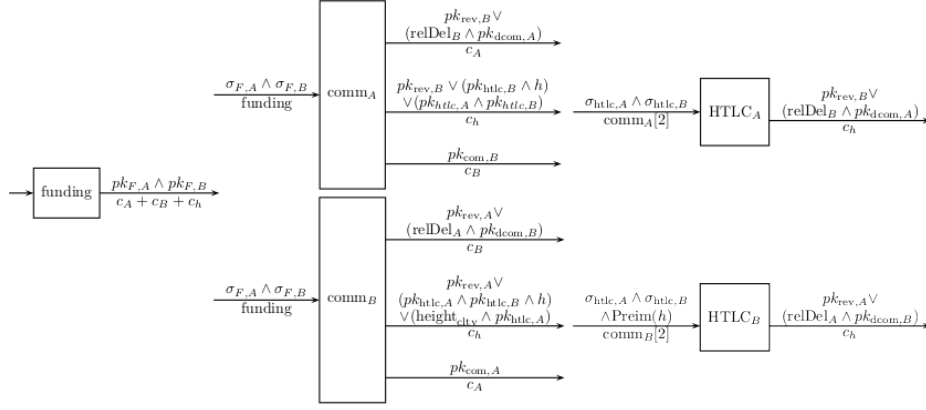 pk_{rev,B} ∨
(relDel_B ∧ pk_{dcom,A})
c_A
σ_{F,A} ∧ σ_{F,B}
funding
comm_A
pk_{rev,B} ∨ (pk_{htlc,B} ∧ h)
∨(pk_{htlc,A} ∧ pk_{htlc,B})
c_h
σ_{htlc,A} ∧ σ_{htlc,B}
comm_A[2]
HTLC_A
pk_{rev,B} ∨
(relDel_B ∧ pk_{dcom,A})
c_h
pk_{com,B}
c_B
funding
pk_{F,A} ∧ pk_{F,B}
c_A + c_B + c_h
pk_{rev,A} ∨
(relDel_A ∧ pk_{dcom,B})
c_B
σ_{F,A} ∧ σ_{F,B}
funding
comm_B
pk_{rev,A} ∨
(pk_{htlc,A} ∧ pk_{htlc,B} ∧ h)
∨(height_{cltv} ∧ pk_{htlc,A})
c_h
σ_{htlc,A} ∧ σ_{htlc,B}
∧Preim(h)
comm_B[2]
HTLC_B
pk_{rev,A} ∨
(relDel_A ∧ pk_{dcom,B})
c_h
pk_{com,A}
c_A